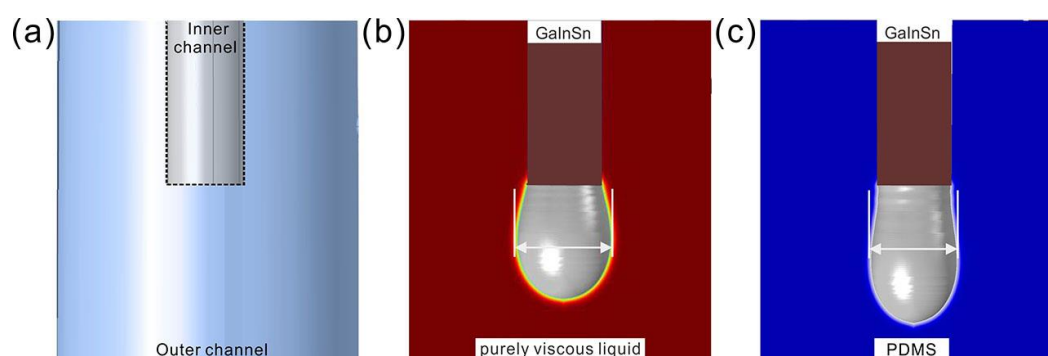 (a)
Inner
channel
Outer channel
(b)
GaInSn
purely viscous liquid
(c)
GaInSn
PDMS